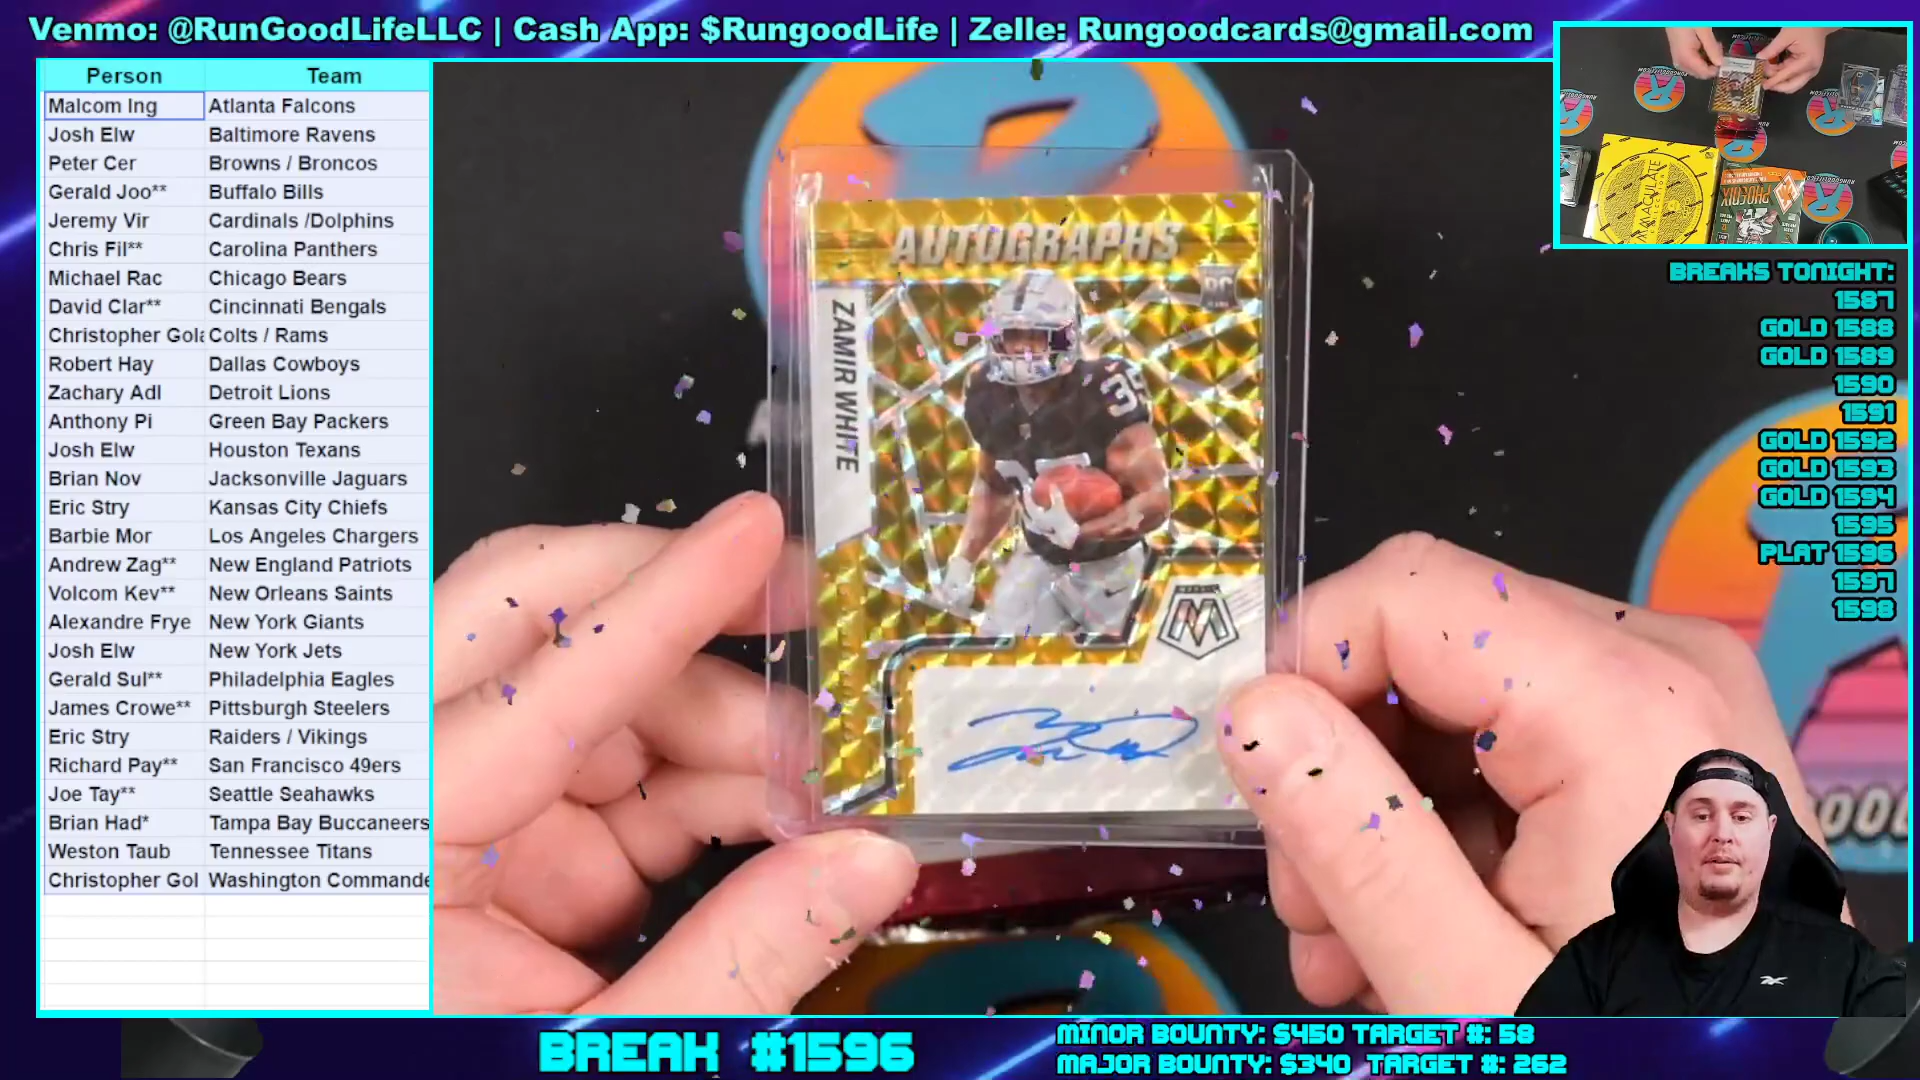 Venmo: @RunGoodLifeLLC | Cash App: $RungoodLife | Zelle: Rungoodcards@gmail.com
Person Team
Malcom Ing Atlanta Falcons
Josh Elw Baltimore Ravens
Peter Cer Browns / Broncos
Gerald Joo** Buffalo Bills
Jeremy Vir Cardinals /Dolphins
Chris Fil** Carolina Panthers
Michael Rac Chicago Bears
David Clar** Cincinnati Bengals
Christopher Gola Colts / Rams
Robert Hay Dallas Cowboys
Zachary Adl Detroit Lions
Anthony Pi Green Bay Packers
Josh Elw Houston Texans
Brian Nov Jacksonville Jaguars
Eric Stry Kansas City Chiefs
Barbie Mor Los Angeles Chargers
Andrew Zag** New England Patriots
Volcom Kev** New Orleans Saints
Alexandre Frye New York Giants
Josh Elw New York Jets
Gerald Sul** Philadelphia Eagles
James Crowe** Pittsburgh Steelers
Eric Stry Raiders / Vikings
Richard Pay** San Francisco 49ers
Joe Tay** Seattle Seahawks
Brian Had* Tampa Bay Buccaneers
Weston Taub Tennessee Titans
Christopher Gol Washington Commande
AUTOGRAPHS
RC
ZAMIR WHITE
35
MOSAIC
IMMACULATE
COLLECTION
PHOENIX
BREAKS TONIGHT:
1587
GOLD 1588
GOLD 1589
1590
1591
GOLD 1592
GOLD 1593
GOLD 1594
1595
PLAT 1596
1597
1598
BREAK #1596
MINOR BOUNTY: $450 TARGET #: 58
MAJOR BOUNTY: $340 TARGET #: 262